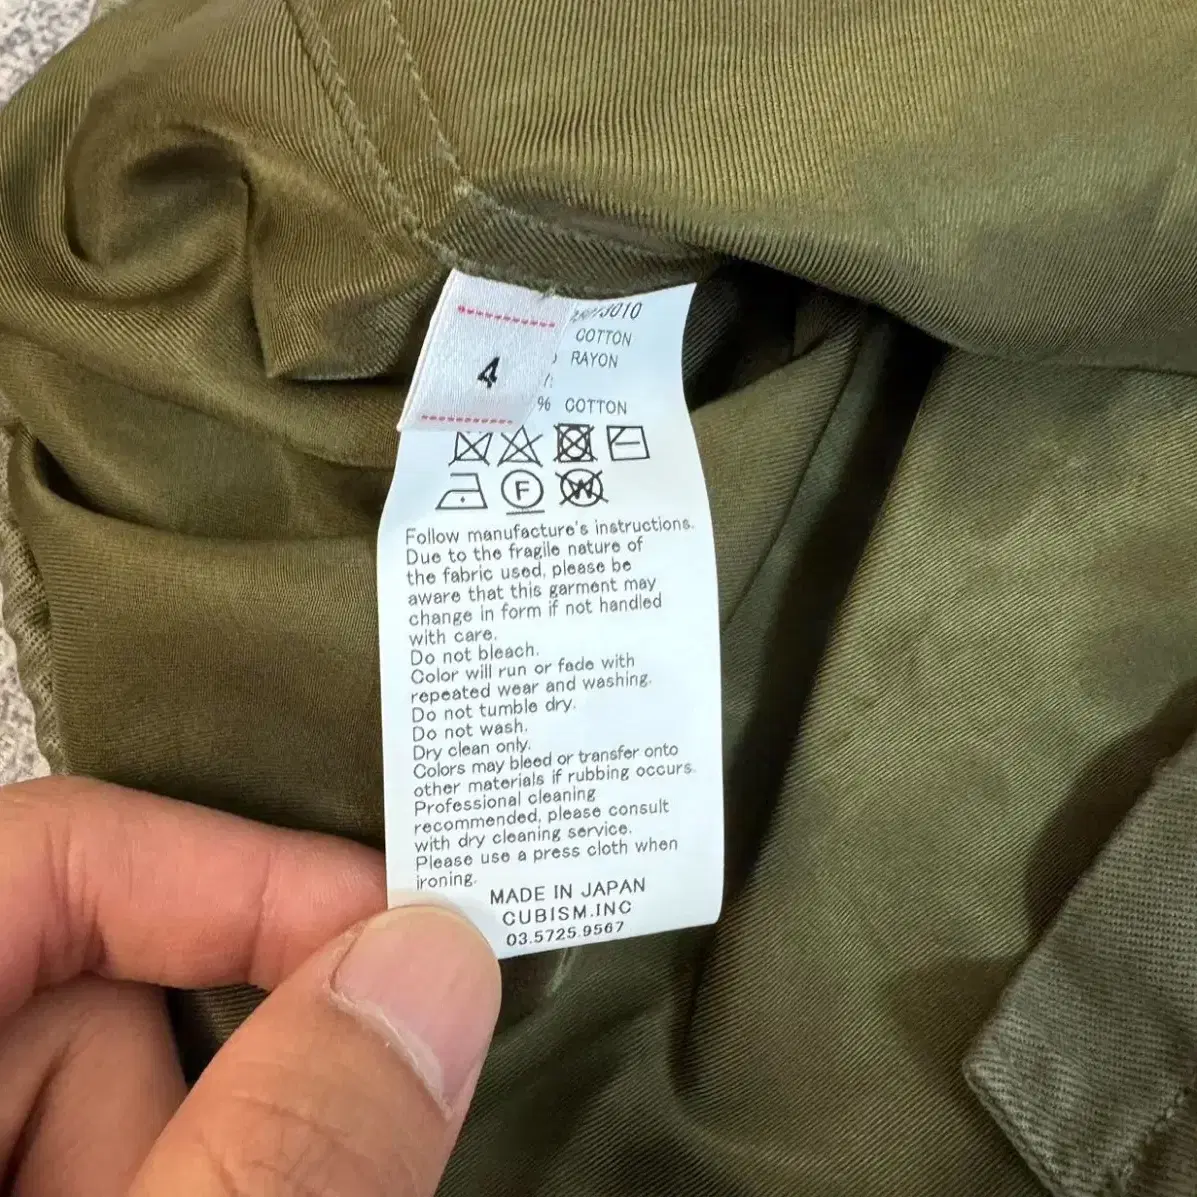 4
3010
COTTON
RAYON
% COTTON
F
W
Follow manufacture's instructions.
Due to the fragile nature of
the fabric used, please be
aware that this garment may
change in form if not handled
with care.
Do not bleach.
Color will run or fade with
repeated wear and washing.
Do not tumble dry.
Do not wash.
Dry clean only.
Colors may bleed or transfer onto
other materials if rubbing occurs.
Professional cleaning
recommended, please consult
with dry cleaning service.
Please use a press cloth when
ironing.
MADE IN JAPAN
CUBISM.INC
03.5725.9567